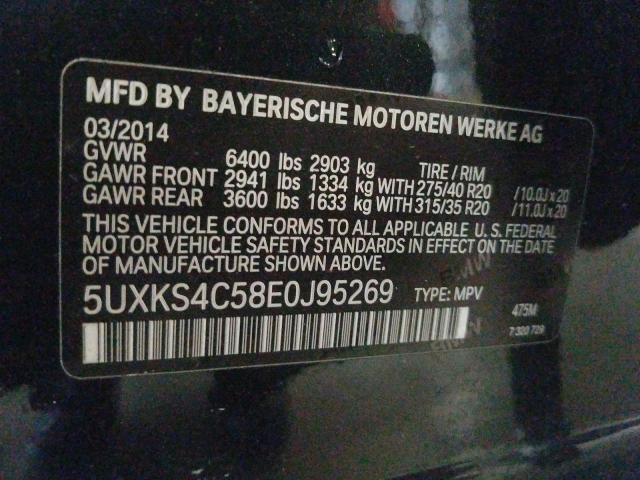 MFD BY BAYERISCHE MOTOREN WERKE AG
03/2014
GVWR 6400 lbs 2903 kg TIRE / RIM
GAWR FRONT 2941 lbs 1334 kg WITH 275/40 R20 /10.0J x 20
GAWR REAR 3600 lbs 1633 kg WITH 315/35 R20 /11.0J x 20
THIS VEHICLE CONFORMS TO ALL APPLICABLE U. S. FEDERAL
MOTOR VEHICLE SAFETY STANDARDS IN EFFECT ON THE DATE
OF MANUFACTURE SHOWN ABOVE.
5UXKS4C58E0J95269 TYPE: MPV 475M
7 320 729